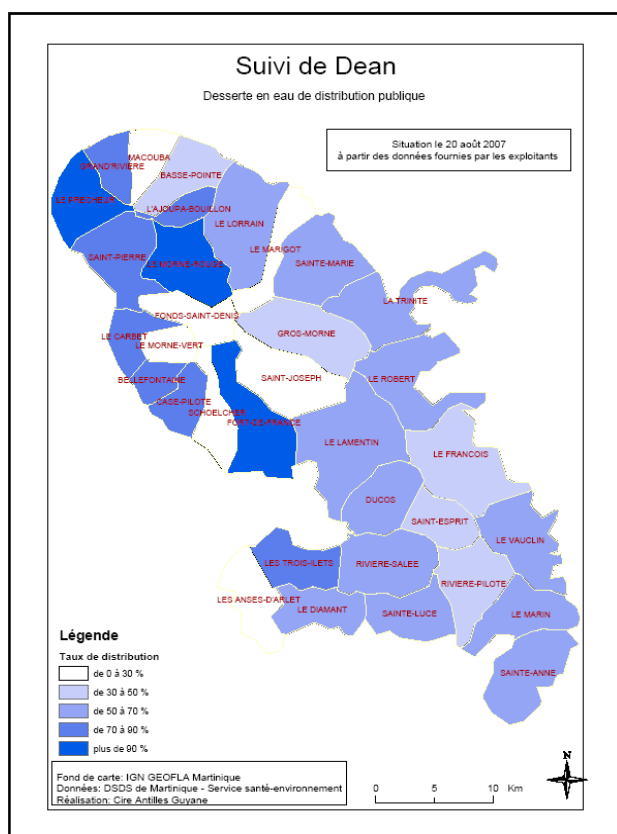 Suivi de Dean
Desserte en eau de distribution publique
Situation le 20 août 2007
à partir des données fournies par les exploitants
MACOUBA
GRAND'RIVIERE
BASSE-POINTE
LE PRECHEUR
L'AJOUPA-BOUILLON
LE LORRAIN
LE MARIGOT
SAINT-PIERRE
LE MORNE-ROUGE
SAINTE-MARIE
LA TRINITE
FONDS-SAINT-DENIS
LE CARBET
GROS-MORNE
LE MORNE-VERT
SAINT-JOSEPH
LE ROBERT
BELLEFONTAINE
CASE-PILOTE
SCHOELCHER
FORT-DE-FRANCE
LE LAMENTIN
LE FRANCOIS
DUCOS
SAINT-ESPRIT
LE VAUCLIN
LES TROIS-ILETS
RIVIERE-SALEE
RIVIERE-PILOTE
LES ANSES-D'ARLET
LE DIAMANT
SAINTE-LUCE
LE MARIN
SAINTE-ANNE
Légende
Taux de distribution
de 0 à 30 %
de 30 à 50 %
de 50 à 70 %
de 70 à 90 %
plus de 90 %
Fond de carte: IGN GEOFLA Martinique
Données: DSDS de Martinique - Service santé-environnement
Réalisation: Cire Antilles Guyane
0 5 10 Km
N